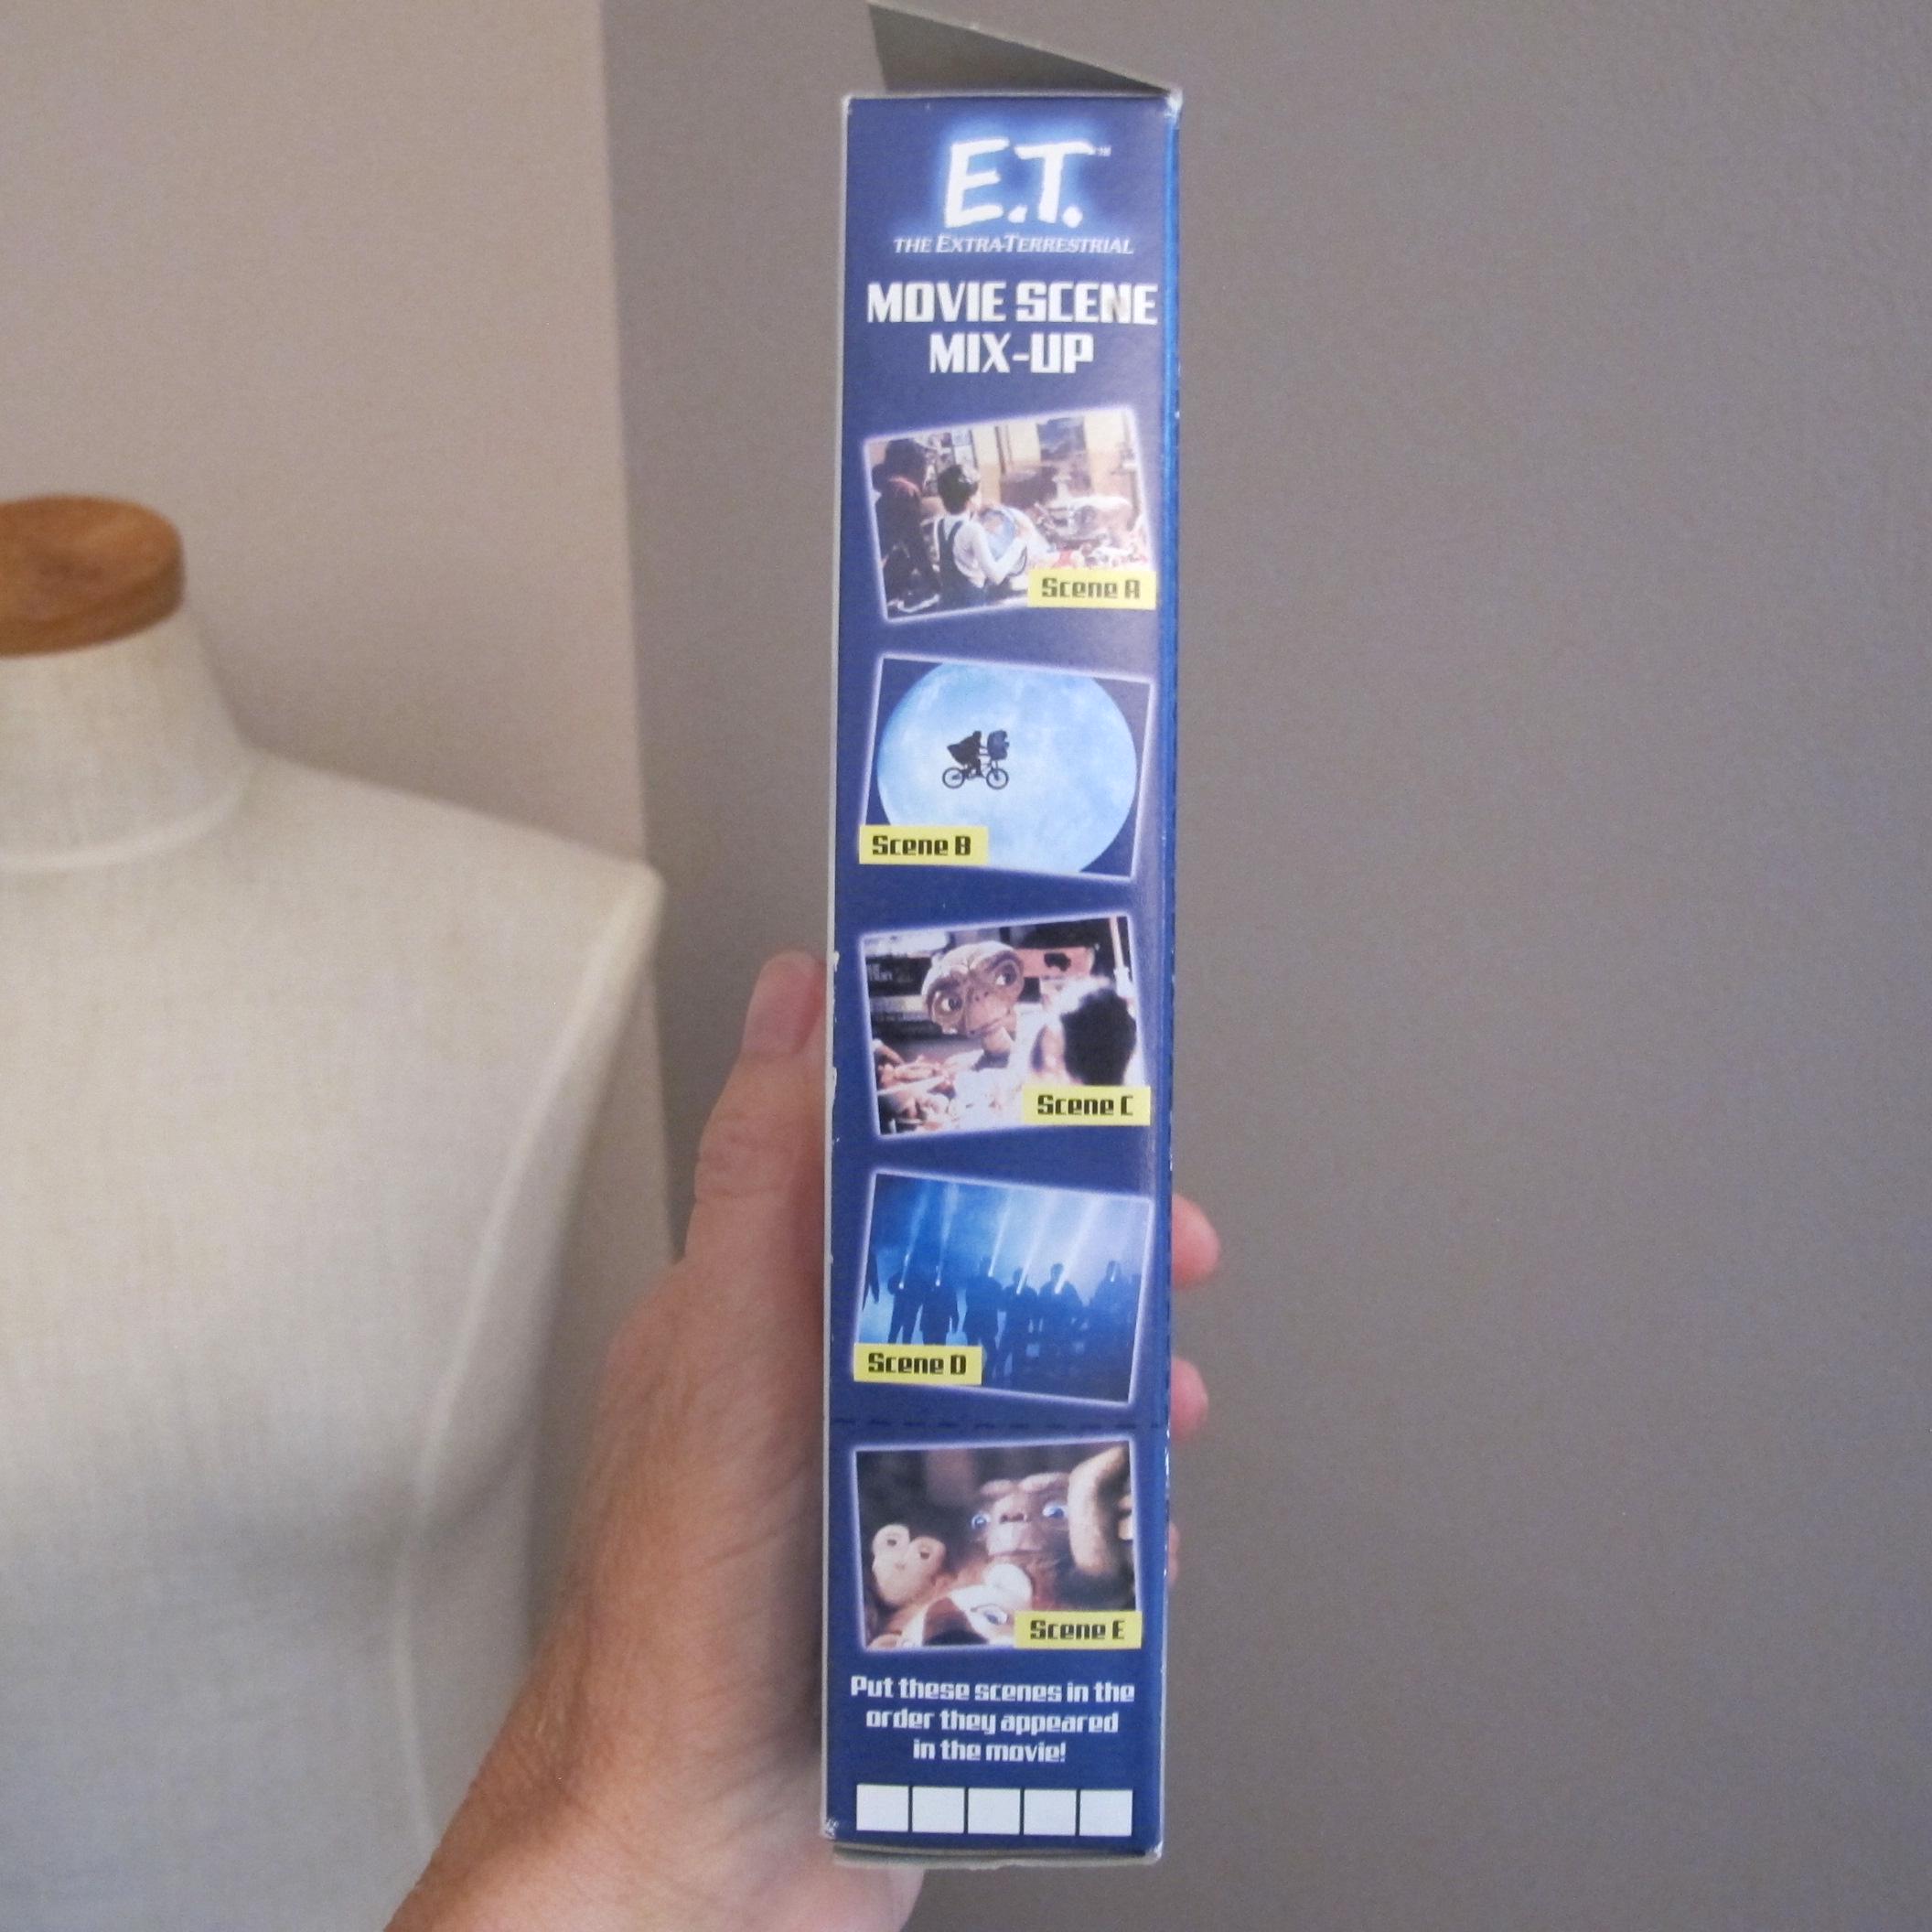 E.T.™
THE EXTRA-TERRESTRIAL
MOVIE SCENE
MIX-UP
Scene A
Scene B
Scene C
Scene D
Scene E
Put these scenes in the
order they appeared
in the movie!